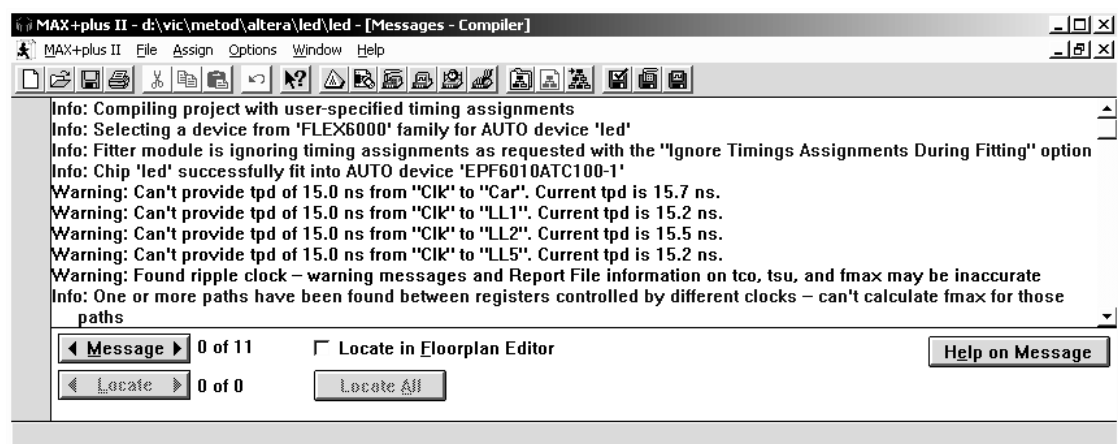 MAX+plus II - d:\vic\metod\altera\led\led - [Messages - Compiler]
MAX+plus II File Assign Options Window Help
Info: Compiling project with user-specified timing assignments
Info: Selecting a device from 'FLEX6000' family for AUTO device 'led'
Info: Fitter module is ignoring timing assignments as requested with the "Ignore Timings Assignments During Fitting" option
Info: Chip 'led' successfully fit into AUTO device 'EPF6010ATC100-1'
Warning: Can't provide tpd of 15.0 ns from "Clk" to "Car". Current tpd is 15.7 ns.
Warning: Can't provide tpd of 15.0 ns from "Clk" to "LL1". Current tpd is 15.2 ns.
Warning: Can't provide tpd of 15.0 ns from "Clk" to "LL2". Current tpd is 15.5 ns.
Warning: Can't provide tpd of 15.0 ns from "Clk" to "LL5". Current tpd is 15.2 ns.
Warning: Found ripple clock – warning messages and Report File information on tco, tsu, and fmax may be inaccurate
Info: One or more paths have been found between registers controlled by different clocks – can't calculate fmax for those
paths
Message 0 of 11 Locate in Floorplan Editor Help on Message
Locate 0 of 0 Locate All